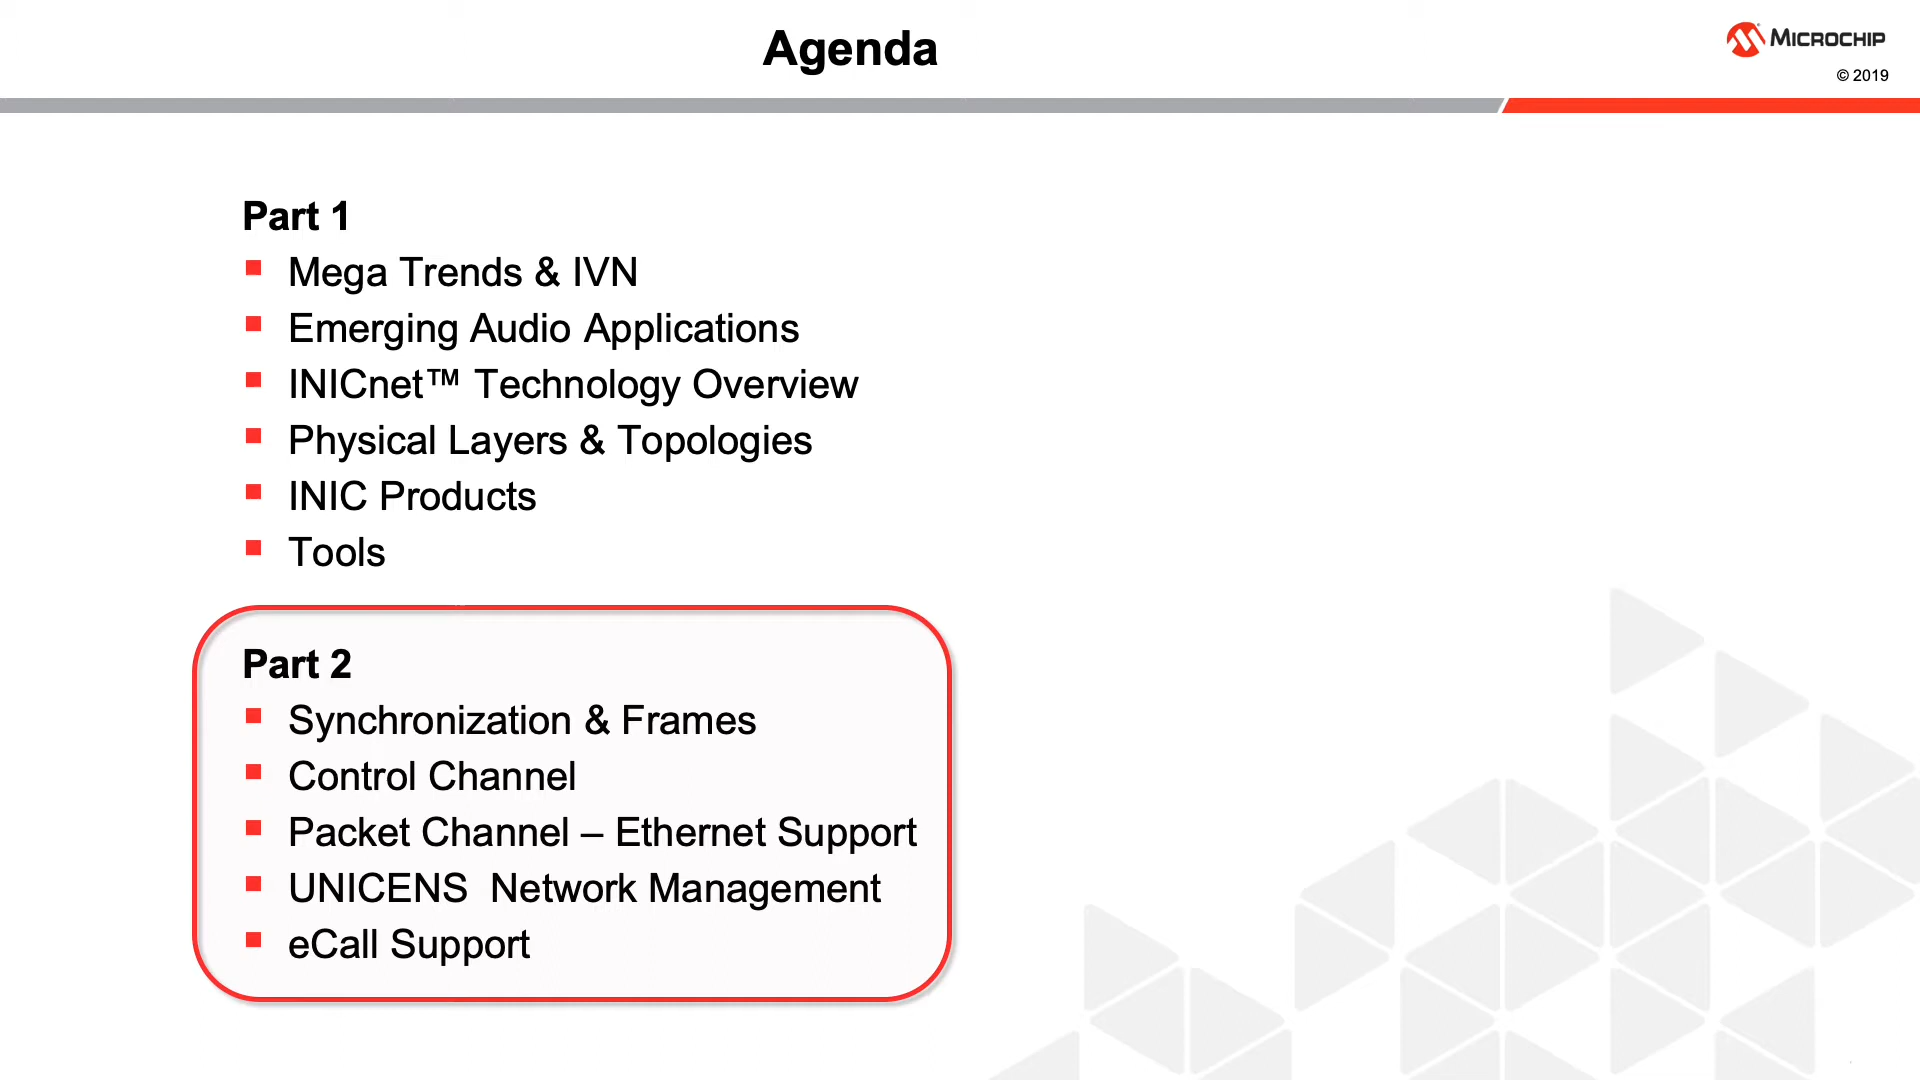 Agenda
MICROCHIP
© 2019
Part 1
Mega Trends & IVN
Emerging Audio Applications
INICnet™ Technology Overview
Physical Layers & Topologies
INIC Products
Tools
Part 2
Synchronization & Frames
Control Channel
Packet Channel – Ethernet Support
UNICENS  Network Management
eCall Support